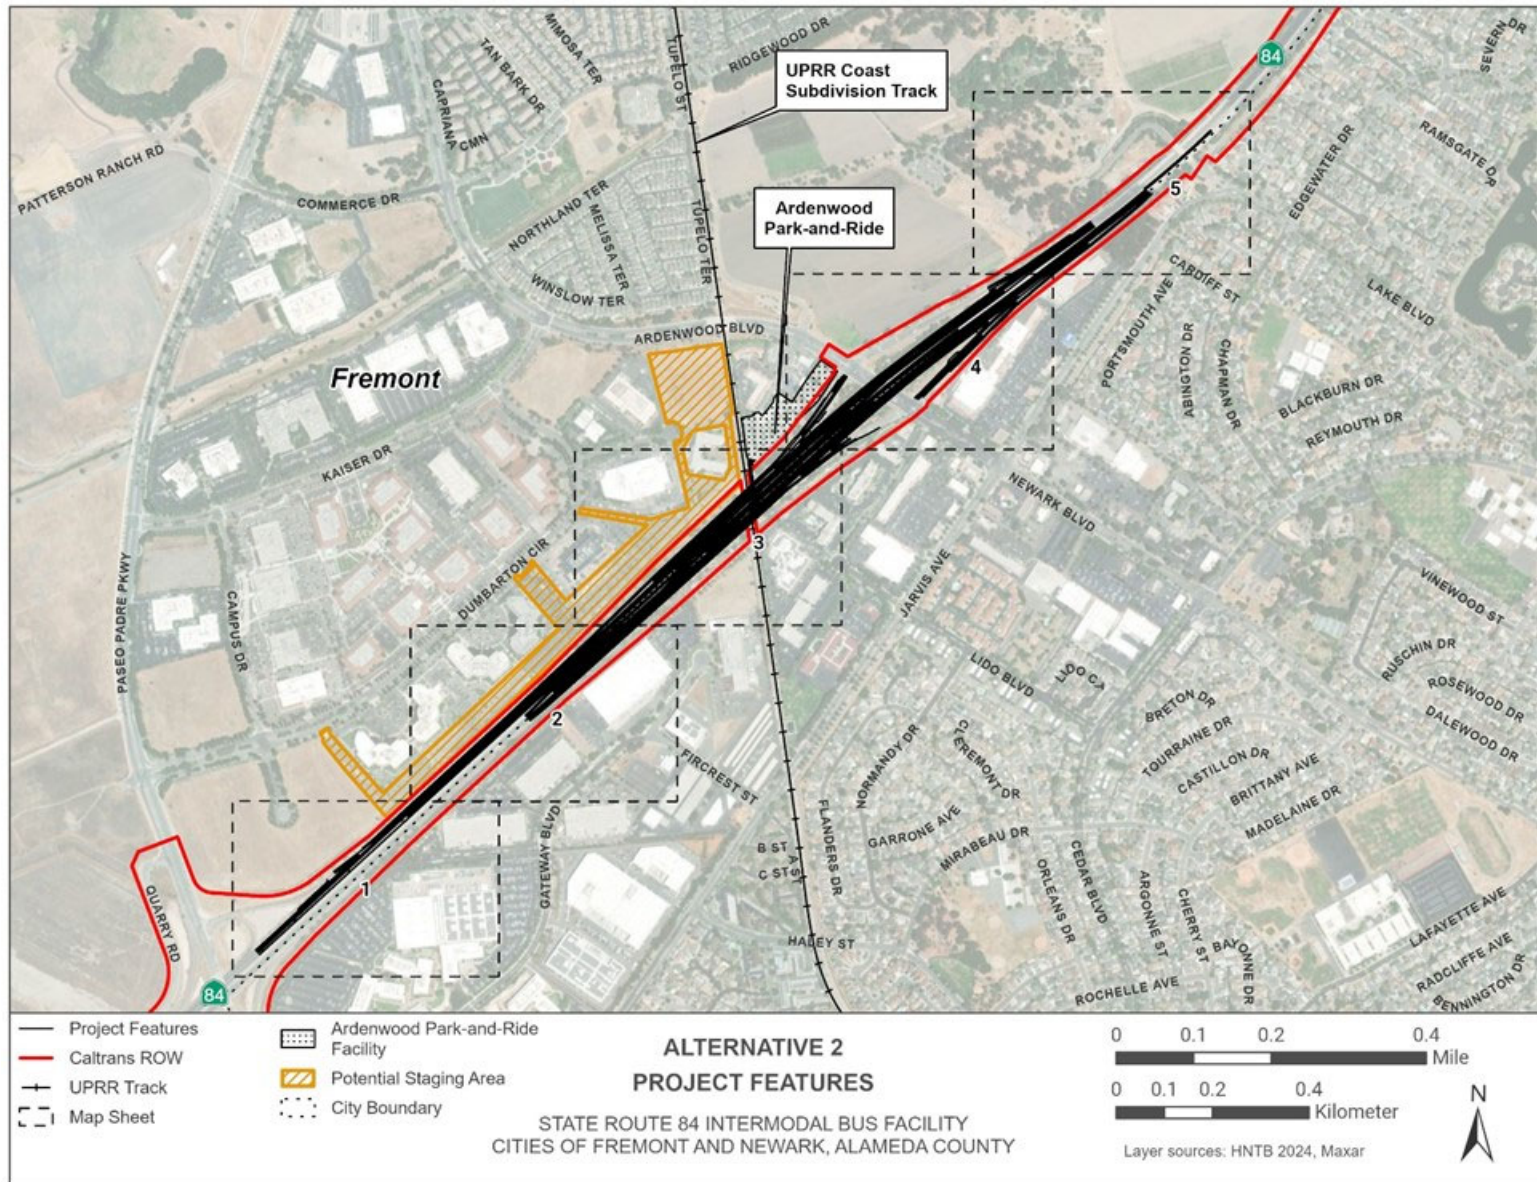 SEVERN DR
84
RIDGEWOOD DR
MIMOSA TER
TAN BARK DR
TUPELO ST
UPRR Coast
Subdivision Track
CAPRIANA
CMN
RAMSGATE DR
EDGEWATER DR
PATTERSON RANCH RD
COMMERCE DR
NORTHLAND TER
MELISSA TER
TUPELO TER
Ardenwood
Park-and-Ride
5
WINSLOW TER
CARDIFF ST
LAKE BLVD
PORTSMOUTH AVE
ARDENWOOD BLVD
ABINGTON DR
CHAPMAN DR
4
Fremont
BLACKBURN DR
REYMOUTH DR
KAISER DR
NEWARK BLVD
3
DUMBARTON CIR
JARVIS AVE
VINEWOOD ST
PASEO PADRE PKWY
CAMPUS DR
RUSCHIN DR
LIDO BLVD
ROSEWOOD DR
BRETON DR
DALEWOOD DR
2
TOURRAINE DR
NORMANDY DR
CLEREMONT DR
CASTILLON DR
BRITTANY AVE
FIRCREST ST
MADELAINE DR
GATEWAY BLVD
FLANDERS DR
GARRONE AVE
MIRABEAU DR
B ST
A ST
C ST
CEDAR BLVD
1
ORLEANS DR
ARGONNE ST
CHERRY ST
QUARRY RD
LAFAYETTE AVE
HALEY ST
BAYONNE DR
RADCLIFFE AVE
BENNINGTON DR
ROCHELLE AVE
84
Project Features
Caltrans ROW
UPRR Track
Map Sheet
Ardenwood Park-and-Ride
Facility
Potential Staging Area
City Boundary
ALTERNATIVE 2
PROJECT FEATURES
STATE ROUTE 84 INTERMODAL BUS FACILITY
CITIES OF FREMONT AND NEWARK, ALAMEDA COUNTY
0 0.1 0.2 0.4
Mile
0 0.1 0.2 0.4
Kilometer
Layer sources: HNTB 2024, Maxar
N